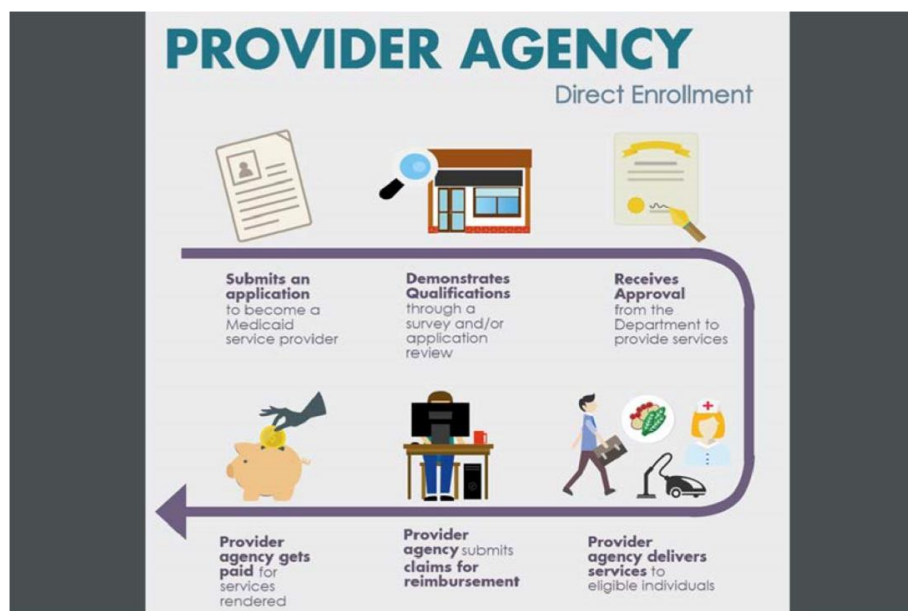 PROVIDER AGENCY
Direct Enrollment
Submits an
application
to become a
Medicaid
service provider
Demonstrates
Qualifications
through a
survey and/or
application
review
Receives
Approval
from the
Department to
provide services
Provider
agency delivers
services to
eligible individuals
Provider
agency submits
claims for
reimbursement
Provider
agency gets
paid for
services
rendered